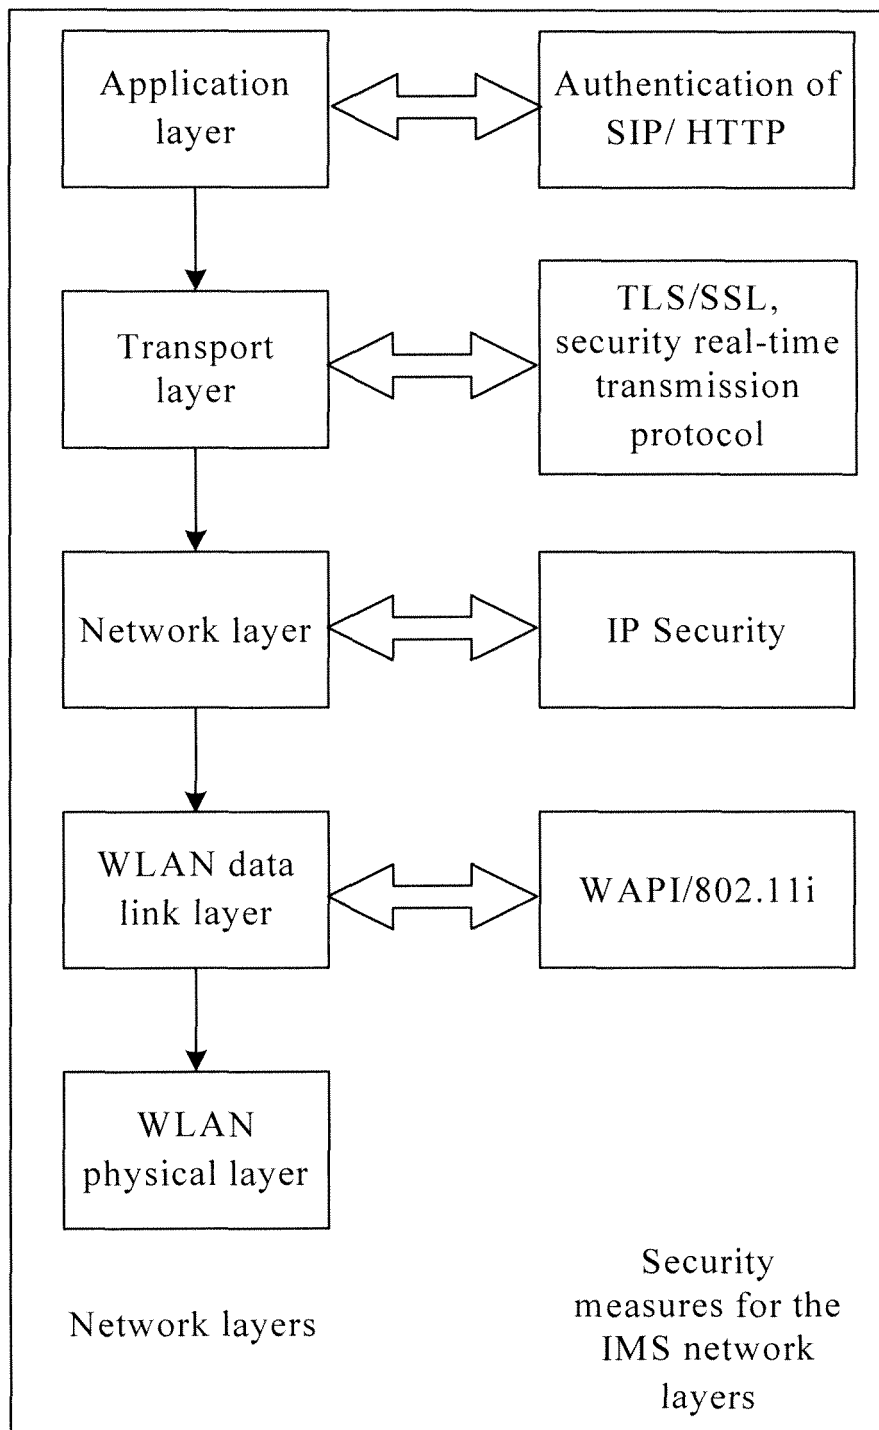 Application
layer
Authentication of
SIP/ HTTP
Transport
layer
TLS/SSL,
security real-time
transmission
protocol
Network layer
IP Security
WLAN data
link layer
WAPI/802.11i
WLAN
physical layer
Network layers
Security
measures for the
IMS network
layers